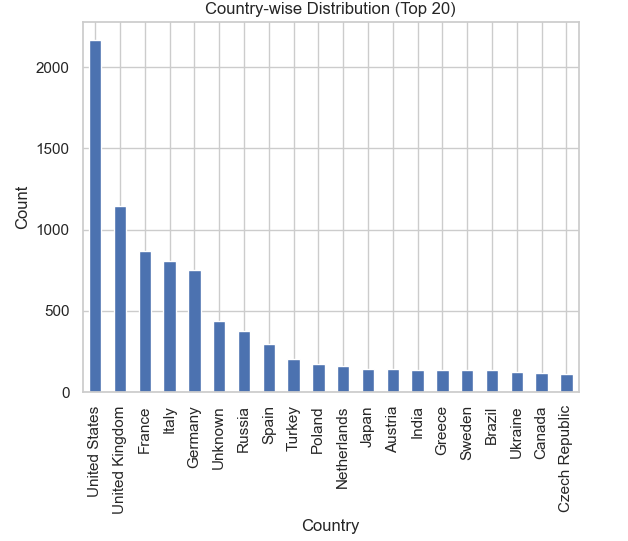 Country-wise Distribution (Top 20)
2000
1500
1000
500
0
Count
United States
United Kingdom
France
Italy
Germany
Unknown
Russia
Spain
Turkey
Poland
Netherlands
Japan
Austria
India
Greece
Sweden
Brazil
Ukraine
Canada
Czech Republic
Country